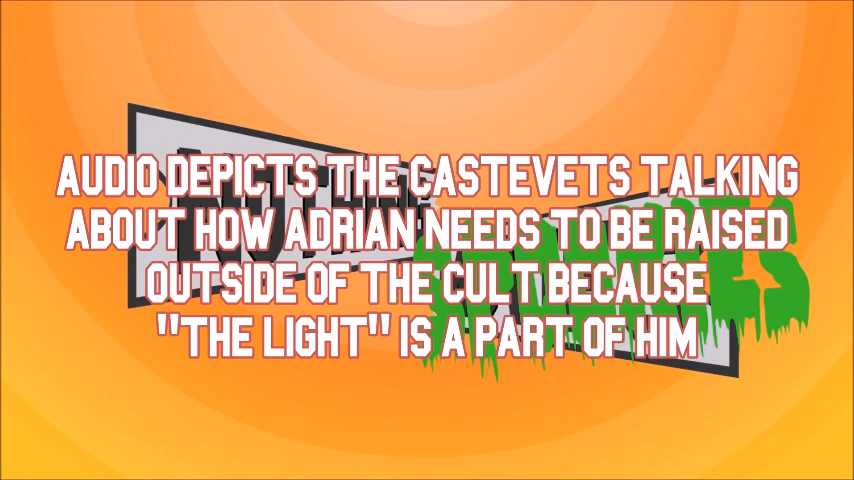 AUDIO DEPICTS THE CASTEVETS TALKING
ABOUT HOW ADRIAN NEEDS TO BE RAISED
OUTSIDE OF THE CULT BECAUSE
"THE LIGHT" IS A PART OF HIM